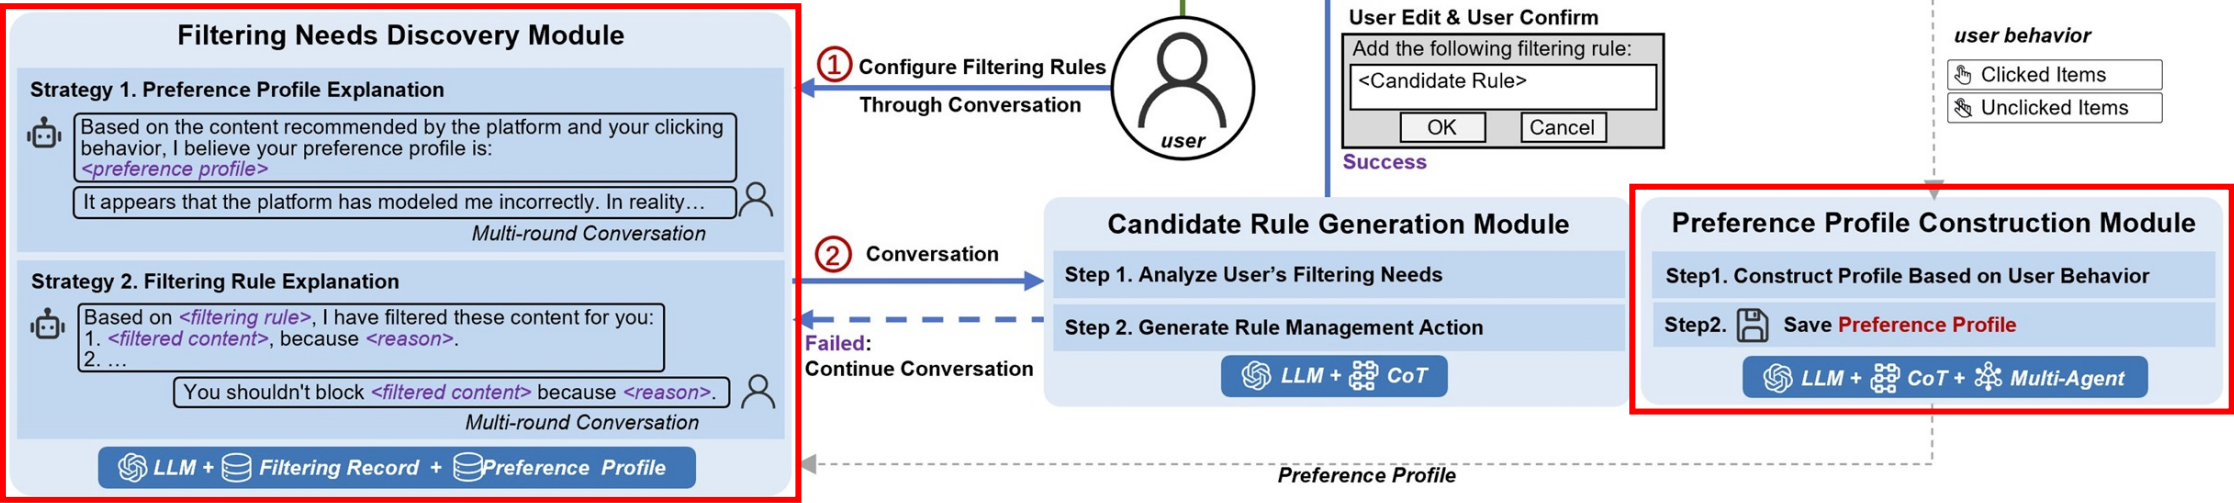 Filtering Needs Discovery Module
Strategy 1. Preference Profile Explanation
Based on the content recommended by the platform and your clicking
behavior, I believe your preference profile is:
<preference profile>
It appears that the platform has modeled me incorrectly. In reality…
Multi-round Conversation
Strategy 2. Filtering Rule Explanation
Based on <filtering rule>, I have filtered these content for you:
1. <filtered content>, because <reason>.
2. …
You shouldn't block <filtered content> because <reason>.
Multi-round Conversation
LLM + Filtering Record + Preference Profile
1 Configure Filtering Rules
Through Conversation
user
2 Conversation
Failed:
Continue Conversation
User Edit & User Confirm
Add the following filtering rule:
<Candidate Rule>
OK Cancel
Success
Candidate Rule Generation Module
Step 1. Analyze User's Filtering Needs
Step 2. Generate Rule Management Action
LLM + CoT
user behavior
Clicked Items
Unclicked Items
Preference Profile Construction Module
Step1. Construct Profile Based on User Behavior
Step2. Save Preference Profile
LLM + CoT + Multi-Agent
Preference Profile